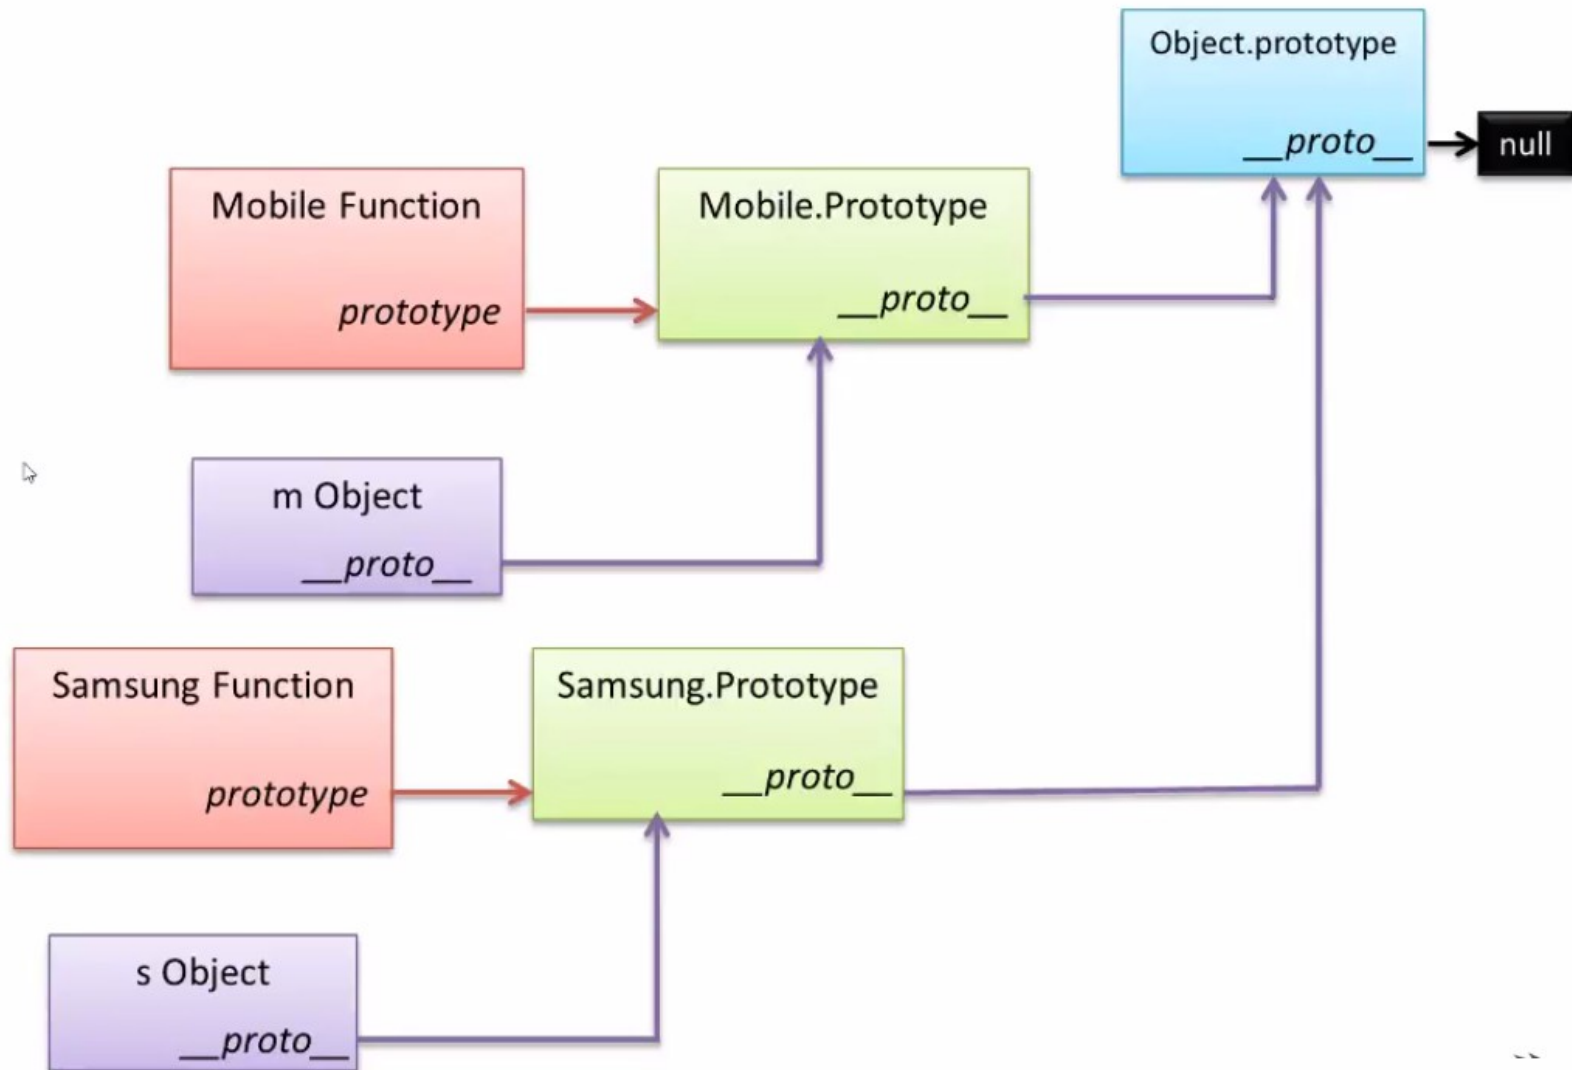 Object.prototype
__proto__
null
Mobile Function
prototype
Mobile.Prototype
__proto__
m Object
__proto__
Samsung Function
prototype
Samsung.Prototype
__proto__
s Object
__proto__